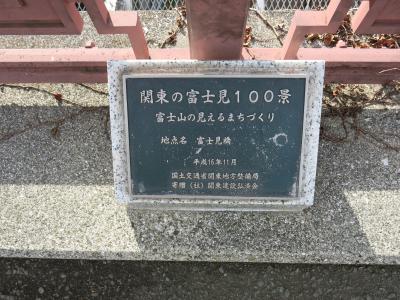 関東の富士見100景
富士山の見えるまちづくり
地点名 富士見橋
平成16年11月
国土交通省関東地方整備局
寄贈（社）関東建設弘済会